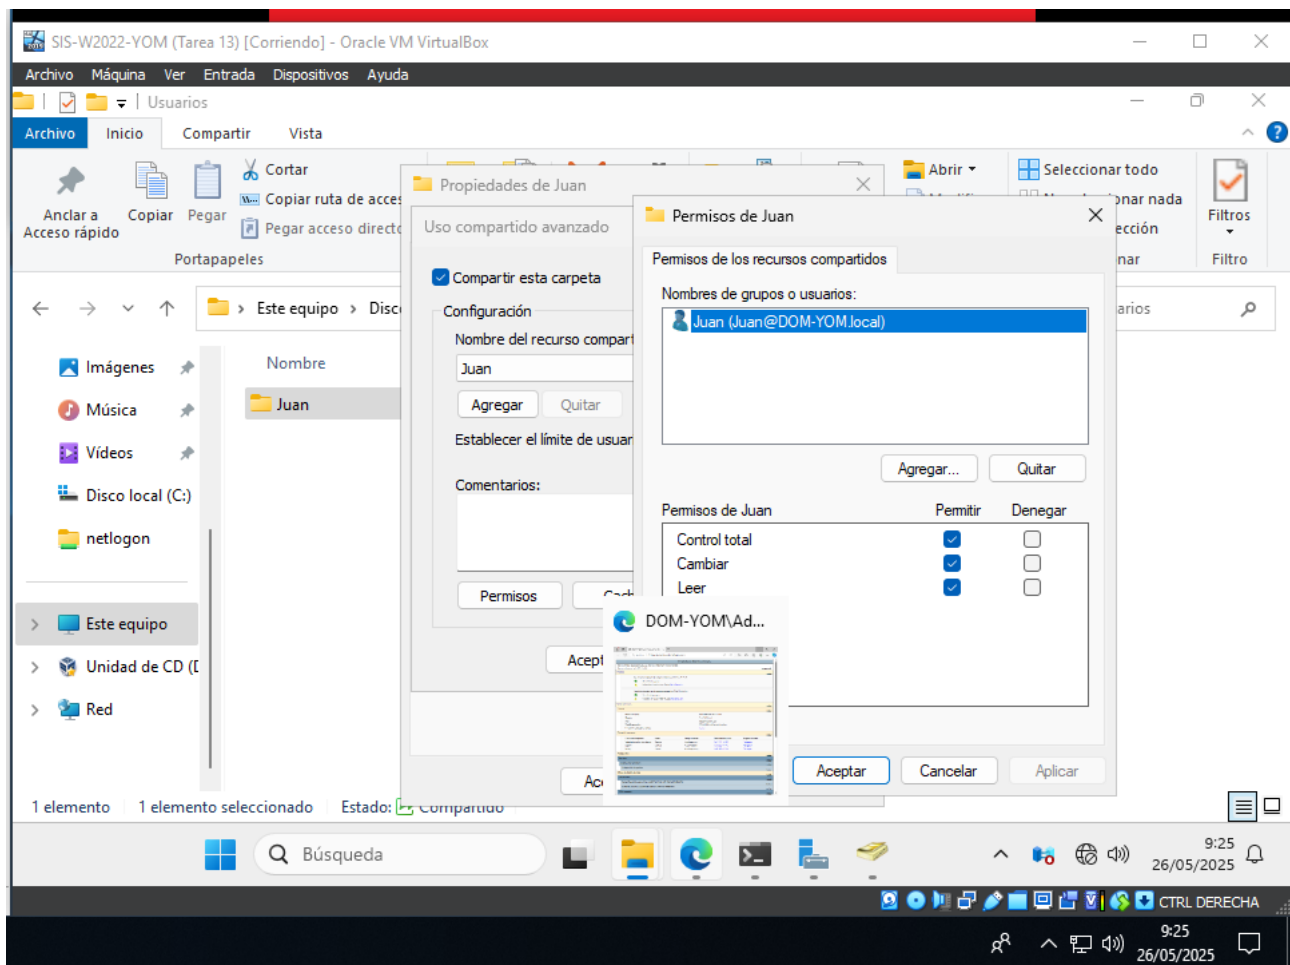 SIS-W2022-YOM (Tarea 13) [Corriendo] - Oracle VM VirtualBox
Archivo Máquina Ver Entrada Dispositivos Ayuda
Usuarios
Archivo Inicio Compartir Vista
Cortar
Copiar ruta de acces
Pegar acceso directo
Anclar a
Acceso rápido
Copiar
Pegar
Portapapeles
Abrir
Seleccionar todo
onar nada
ección
nar
Filtros
Filtro
Este equipo > Disco
arios
Imágenes
Música
Vídeos
Disco local (C:)
netlogon
Este equipo
Unidad de CD (D
Red
Nombre
Juan
Propiedades de Juan
Uso compartido avanzado
Compartir esta carpeta
Configuración
Nombre del recurso compart
Juan
Agregar Quitar
Establecer el límite de usuar
Comentarios:
Permisos
Acept
Ace
Permisos de Juan
Permisos de los recursos compartidos
Nombres de grupos o usuarios:
Juan (Juan@DOM-YOM.local)
Agregar... Quitar
Permisos de Juan Permitir Denegar
Control total
Cambiar
Leer
DOM-YOM\Ad...
Aceptar Cancelar Aplicar
1 elemento 1 elemento seleccionado Estado: Compartido
Búsqueda
9:25
26/05/2025
CTRL DERECHA
9:25
26/05/2025